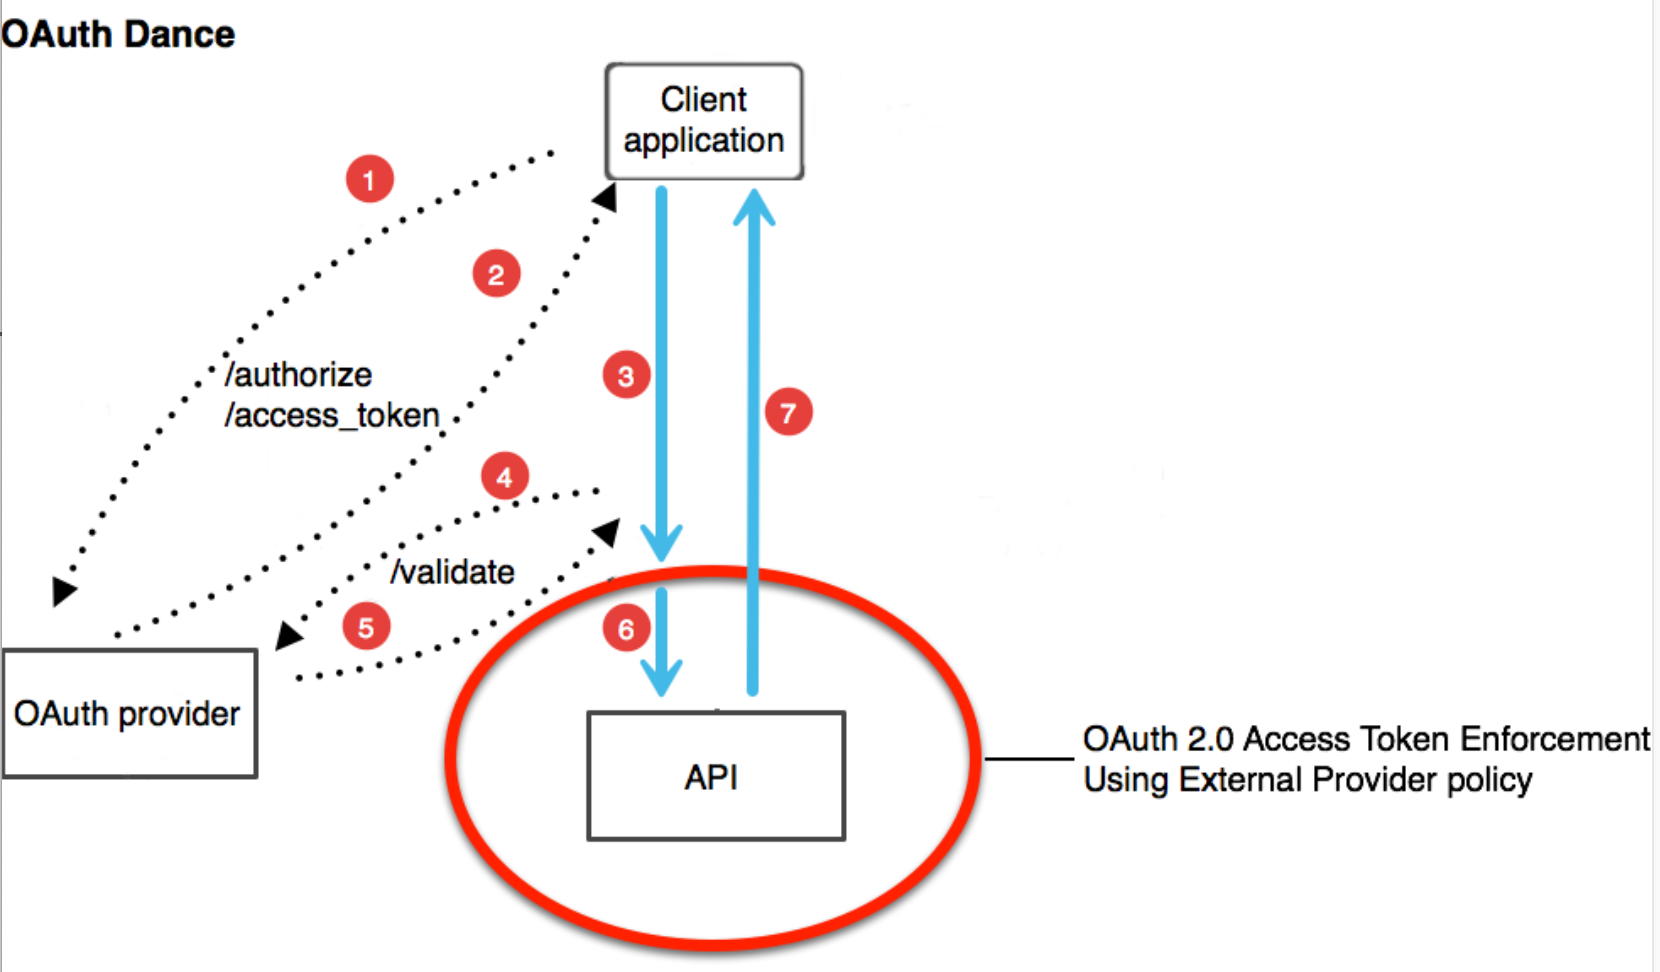 OAuth Dance
Client
application
1
2
/authorize
/access_token
3
7
4
/validate
5
6
OAuth provider
API
OAuth 2.0 Access Token Enforcement
Using External Provider policy